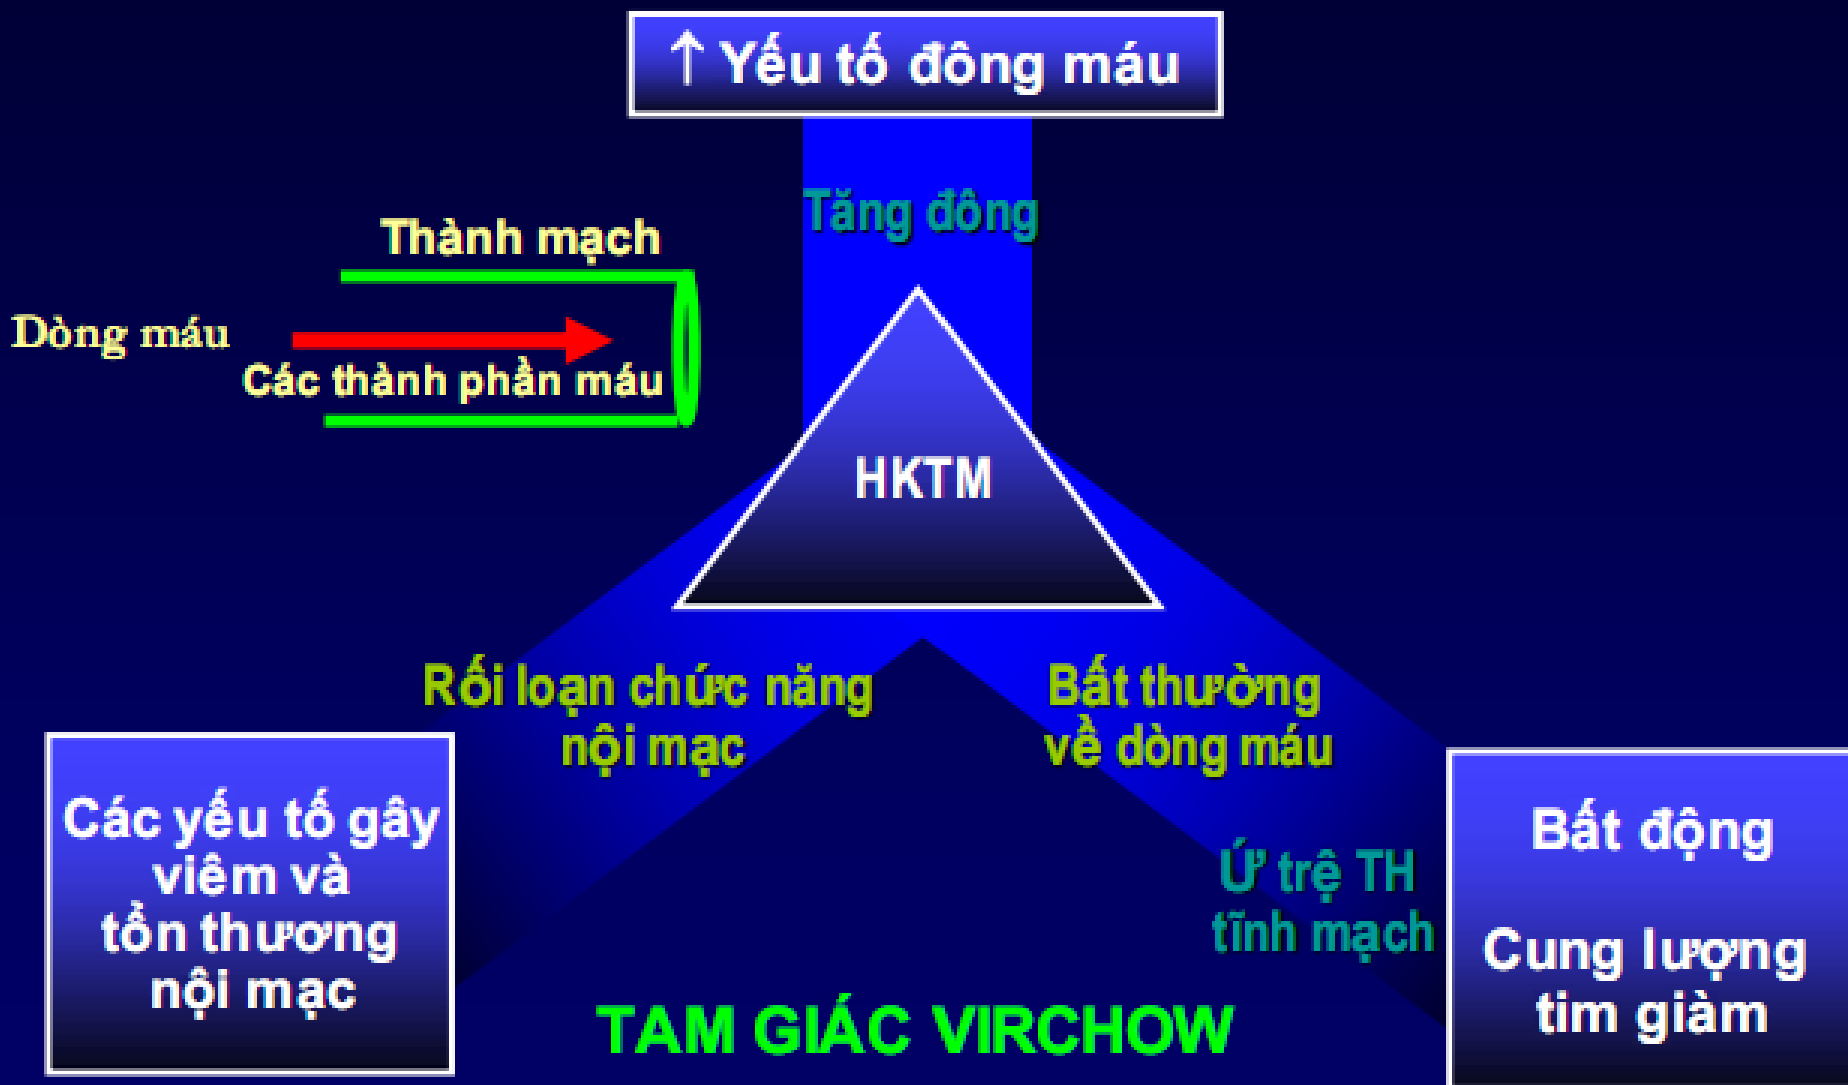 ↑ Yếu tố đông máu
Tăng đông
Thành mạch
Dòng máu
Các thành phần máu
HKTM
Rối loạn chức năng
nội mạc
Bất thường
về dòng máu
Các yếu tố gây
viêm và
tổn thương
nội mạc
Ứ trệ TH
tĩnh mạch
Bất động
Cung lượng
tim giàm
TAM GIÁC VIRCHOW